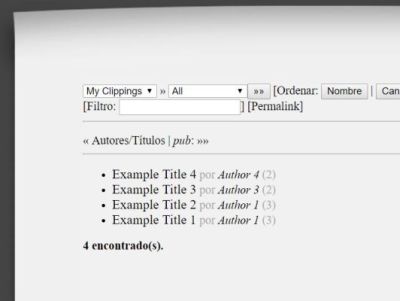 My Clippings ▼ » All ▼ »» [Ordenar: Nombre | Can
[Filtro: ] [Permalink]
« Autores/Títulos | pub: »»
• Example Title 4 por Author 4 (2)
• Example Title 3 por Author 3 (2)
• Example Title 2 por Author 1 (3)
• Example Title 1 por Author 1 (3)
4 encontrado(s).